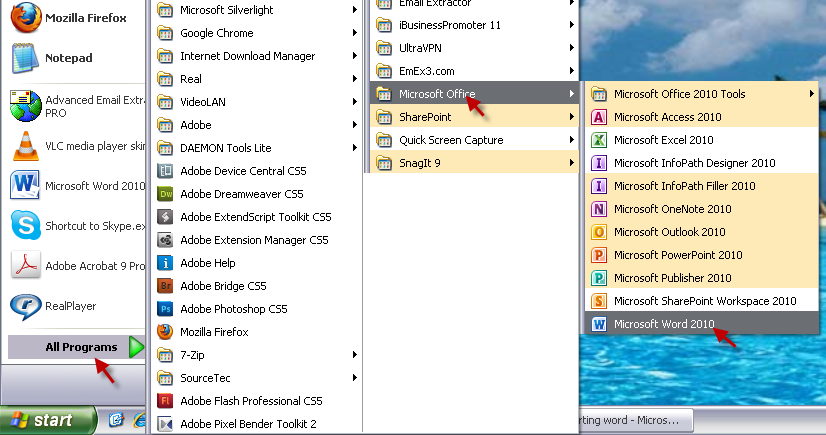 Mozilla Firefox
Notepad
Advanced Email Extra
PRO
VLC media player skin
Microsoft Word 2010
Shortcut to Skype.ex
Adobe Acrobat 9 Pro
RealPlayer
All Programs
start
Microsoft Silverlight
Google Chrome
Internet Download Manager
Real
VideoLAN
Adobe
DAEMON Tools Lite
Adobe Device Central CS5
Adobe Dreamweaver CS5
Adobe ExtendScript Toolkit CS5
Adobe Extension Manager CS5
Adobe Help
Adobe Bridge CS5
Adobe Photoshop CS5
Mozilla Firefox
7-Zip
SourceTec
Adobe Flash Professional CS5
Adobe Pixel Bender Toolkit 2
Email Extractor
iBusinessPromoter 11
UltraVPN
EmEx3.com
Microsoft Office
SharePoint
Quick Screen Capture
SnagIt 9
Microsoft Office 2010 Tools
Microsoft Access 2010
Microsoft Excel 2010
Microsoft InfoPath Designer 2010
Microsoft InfoPath Filler 2010
Microsoft OneNote 2010
Microsoft Outlook 2010
Microsoft PowerPoint 2010
Microsoft Publisher 2010
Microsoft SharePoint Workspace 2010
Microsoft Word 2010
rting word - Micros...